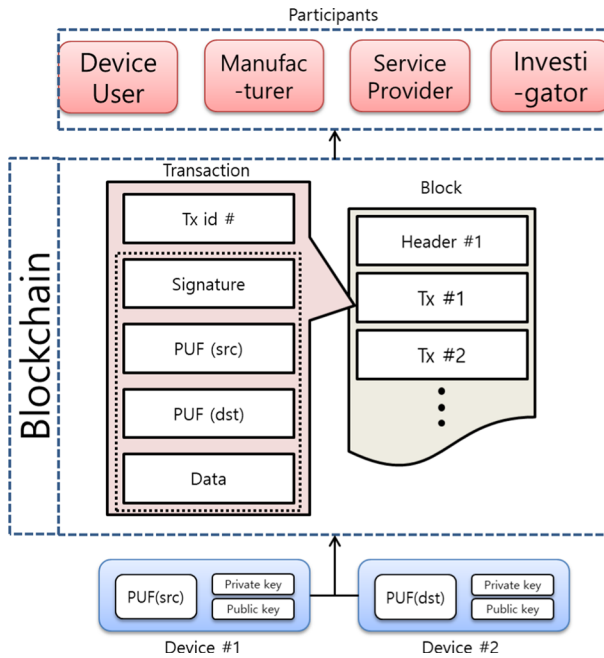 Participants
Device
User
Manufac
-turer
Service
Provider
Investi
-gator
Blockchain
Transaction
Tx id #
Signature
PUF (src)
PUF (dst)
Data
Block
Header #1
Tx #1
Tx #2
PUF(src)
Private key
Public key
Device #1
PUF(dst)
Private key
Public key
Device #2